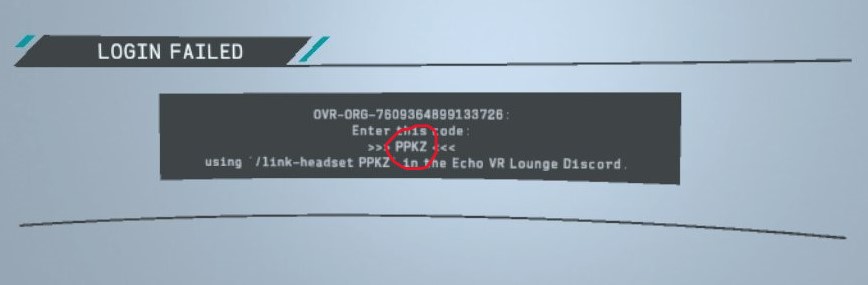 LOGIN FAILED
OVR-ORG-7609364899133726:
Enter this code:
>>> PPKZ <<<
using `/link-headset PPKZ` in the Echo VR Lounge Discord.